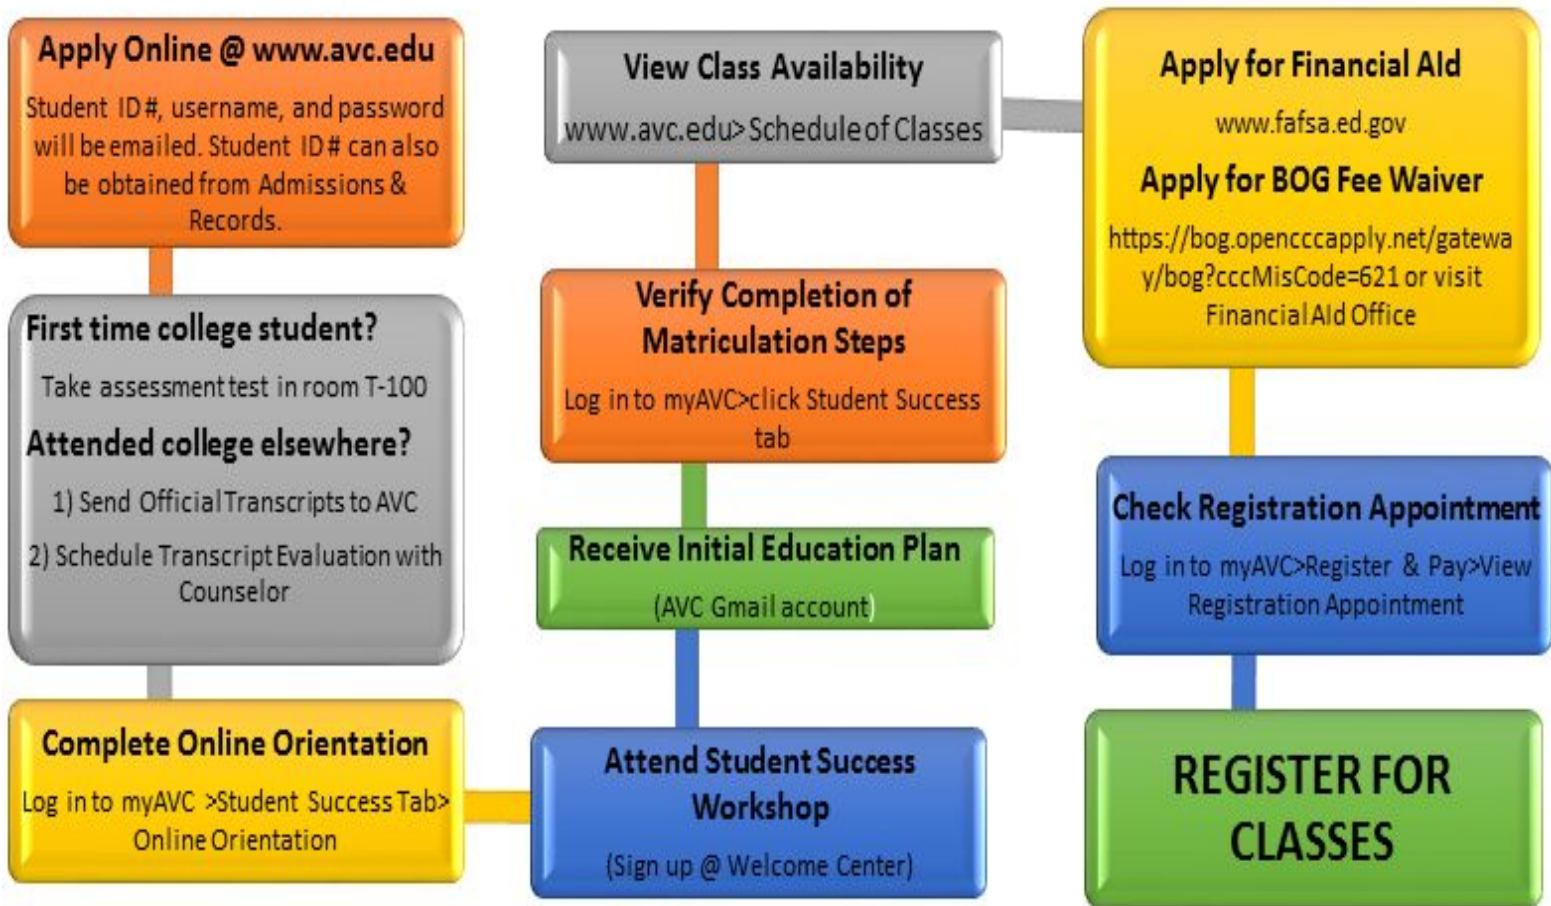 Apply Online @ www.avc.edu
Student ID#, username, and password
will be emailed. Student ID# can also
be obtained from Admissions &
Records.
First time college student?
Take assessment test in room T-100
Attended college elsewhere?
1) Send Official Transcripts to AVC
2) Schedule Transcript Evaluation with
Counselor
Complete Online Orientation
Log in to myAVC >Student Success Tab>
Online Orientation
Attend Student Success
Workshop
(Sign up @ Welcome Center)
Receive Initial Education Plan
(AVC Gmail account)
Verify Completion of
Matriculation Steps
Log in to myAVC>click Student Success
tab
View Class Availability
www.avc.edu>Schedule of Classes
Apply for Financial AId
www.fafsa.ed.gov
Apply for BOG Fee Waiver
https://bog.opencccapply.net/gatewa
y/bog?cccMisCode=621 or visit
Financial AId Office
Check Registration Appointment
Log in to myAVC>Register & Pay>View
Registration Appointment
REGISTER FOR
CLASSES